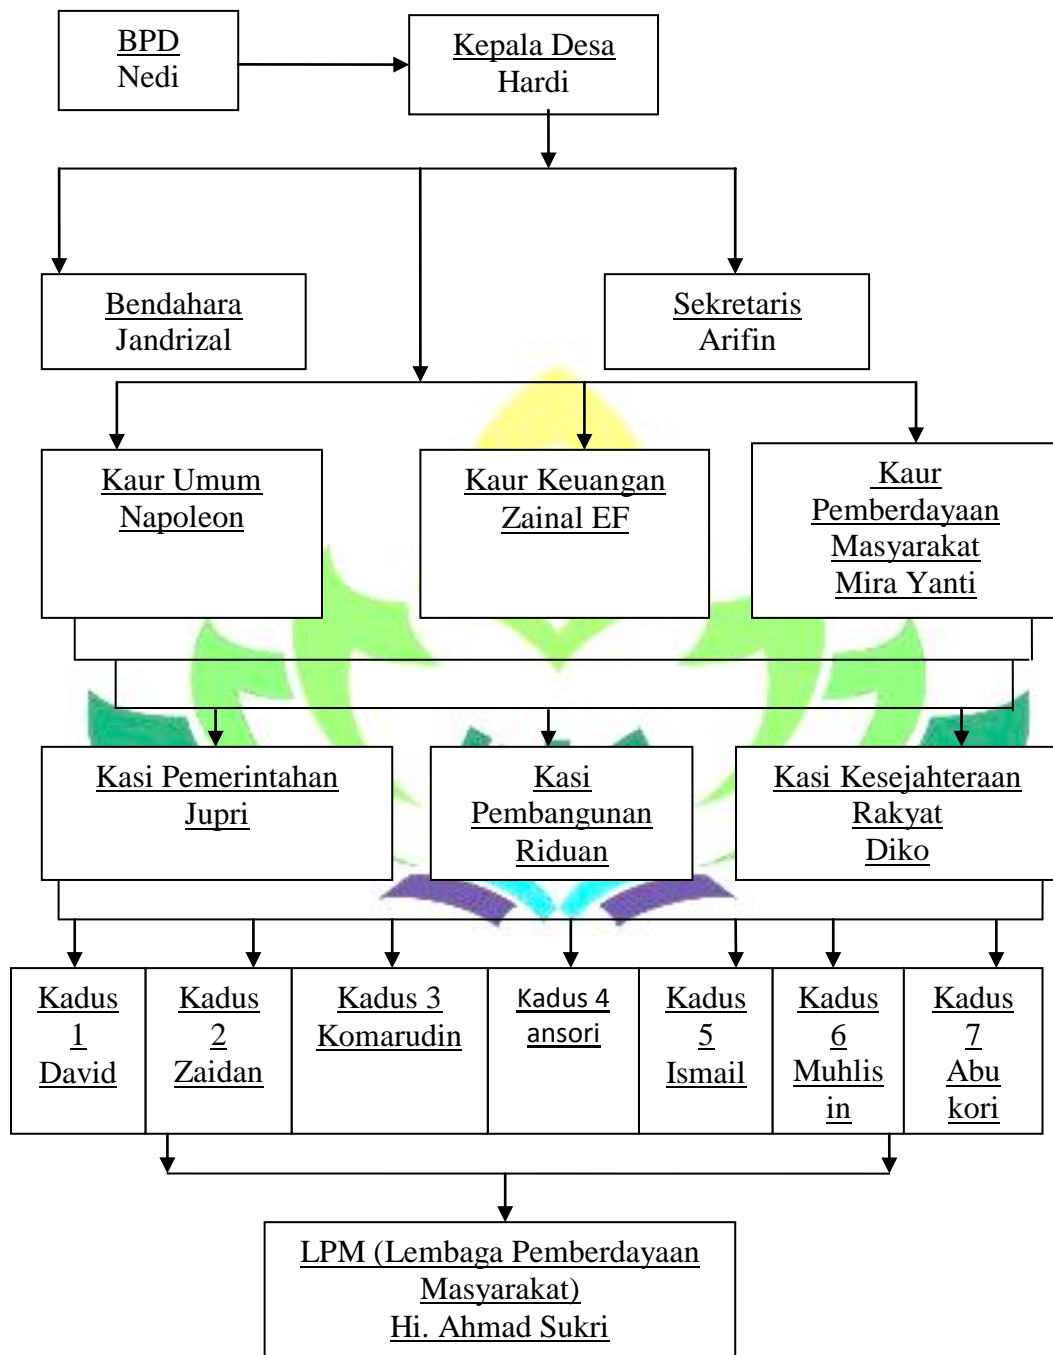 BPD
Nedi
Kepala Desa
Hardi
Bendahara
Jandrizal
Sekretaris
Arifin
Kaur Umum
Napoleon
Kaur Keuangan
Zainal EF
Kaur
Pemberdayaan
Masyarakat
Mira Yanti
Kasi Pemerintahan
Jupri
Kasi
Pembangunan
Riduan
Kasi Kesejahteraan
Rakyat
Diko
Kadus
1
David
Kadus
2
Zaidan
Kadus 3
Komarudin
Kadus 4
ansori
Kadus
5
Ismail
Kadus
6
Muhlis
in
Kadus
7
Abu
kori
LPM (Lembaga Pemberdayaan
Masyarakat)
Hi. Ahmad Sukri